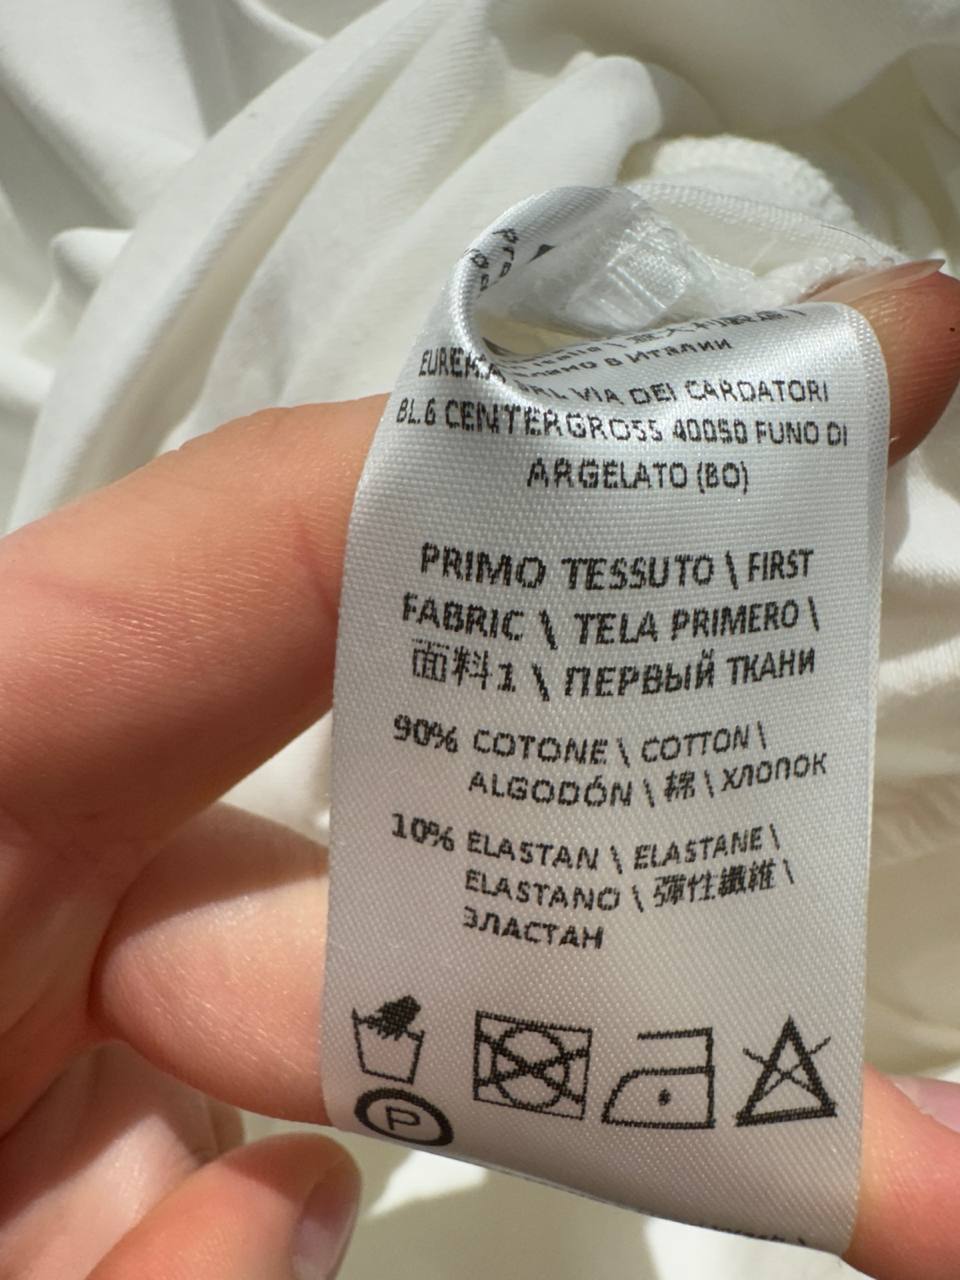 в Италии
EUREKA SRL VIA DEI CARDATORI
BL.6 CENTERGROSS 40050 FUNO DI
ARGELATO (BO)
PRIMO TESSUTO \ FIRST
FABRIC \ TELA PRIMERO \
面料1 \ ПЕРВЫЙ ТКАНИ
90% COTONE \ COTTON \
ALGODÓN \ 棉 \ ХЛОПОК
10% ELASTAN \ ELASTANE \
ELASTANO \ 彈性纖維 \
ЭЛАСТАН
P